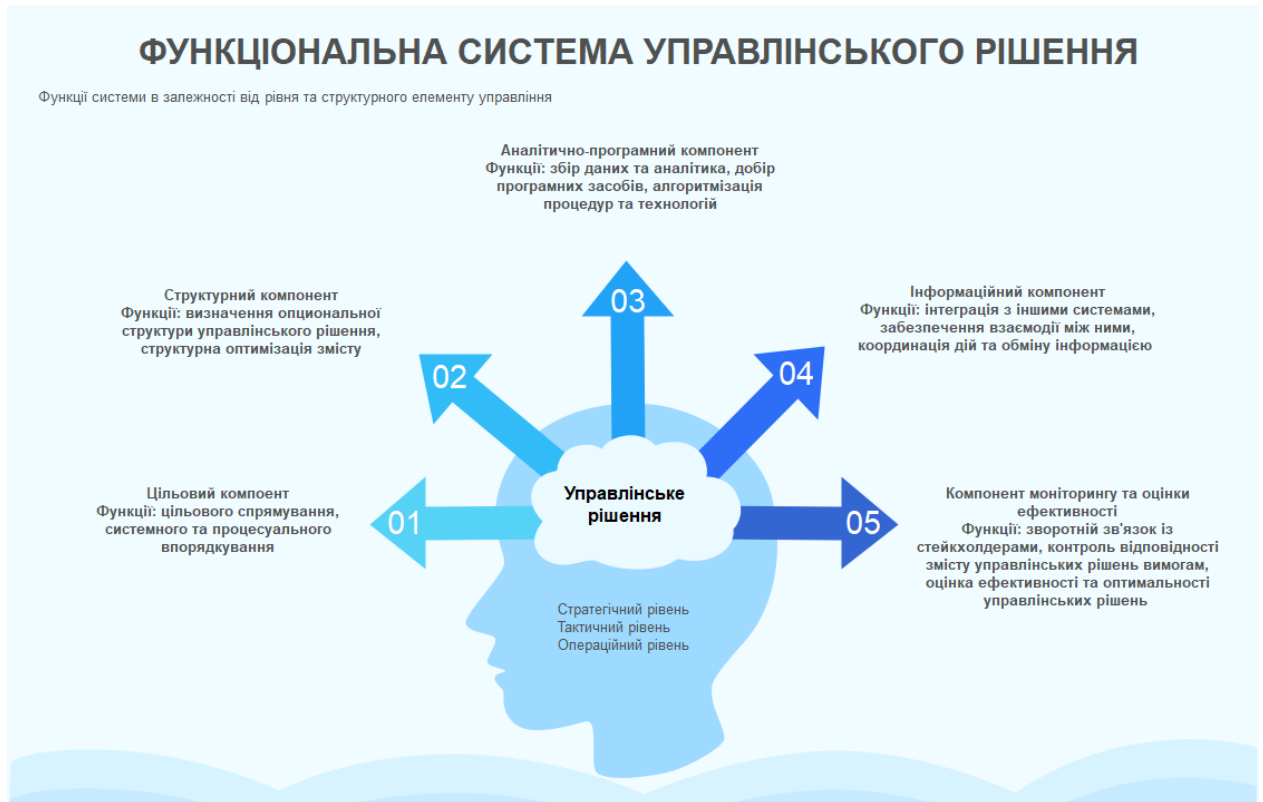 ФУНКЦІОНАЛЬНА СИСТЕМА УПРАВЛІНСЬКОГО РІШЕННЯ
Функції системи в залежності від рівня та структурного елементу управління
Аналітично-програмний компонент
Функції: збір даних та аналітика, добір
програмних засобів, алгоритмізація
процедур та технологій
03
Структурний компонент
Функції: визначення опциональної
структури управлінського рішення,
структурна оптимізація змісту
02
Інформаційний компонент
Функції: інтеграція з іншими системами,
забезпечення взаємодії між ними,
координація дій та обміну інформацією
04
Цільовий компоент
Функції: цільового спрямування,
системного та процесуального
впорядкування
01
Управлінське
рішення
05
Компонент моніторингу та оцінки
ефективності
Функції: зворотній зв'язок із
стейкхолдерами, контроль відповідності
змісту управлінських рішень вимогам,
оцінка ефективності та оптимальності
управлінських рішень
Стратегічний рівень
Тактичний рівень
Операційний рівень